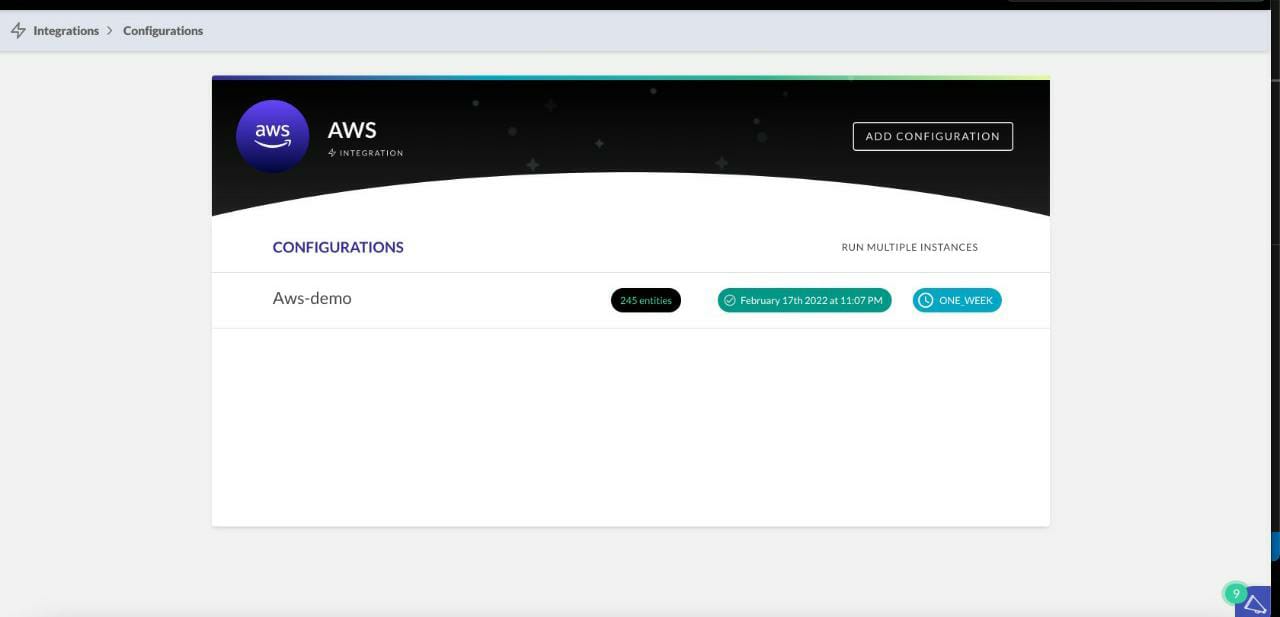 Integrations > Configurations
aws
AWS
INTEGRATION
ADD CONFIGURATION
CONFIGURATIONS
RUN MULTIPLE INSTANCES
Aws-demo
245 entities
February 17th 2022 at 11:07 PM
ONE_WEEK
9